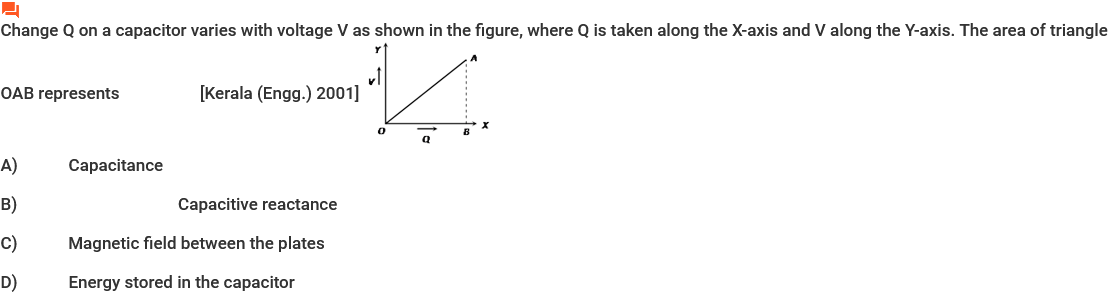 Change Q on a capacitor varies with voltage V as shown in the figure, where Q is taken along the X-axis and V along the Y-axis. The area of triangle
OAB represents [Kerala (Engg.) 2001]
Y
A
V
O
B
X
Q
A) Capacitance
B) Capacitive reactance
C) Magnetic field between the plates
D) Energy stored in the capacitor